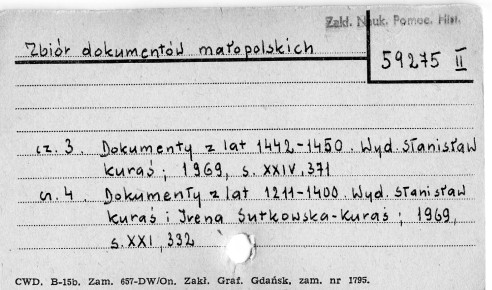 Zakł. Nauk. Pomoc. Hist.
Zbiór dokumentów małopolskich
59275 II
cz. 3. Dokumenty z lat 1442-1450. Wyd. Stanisław
Kuraś; 1969, s. XXIV, 371
cz. 4. Dokumenty z lat 1211-1400. Wyd. Stanisław
Kuraś i Irena Sułkowska-Kuraś; 1969,
s. XXI, 332
CWD. B-15b. Zam. 657-DW/On. Zakł. Graf. Gdańsk, zam. nr 1795.